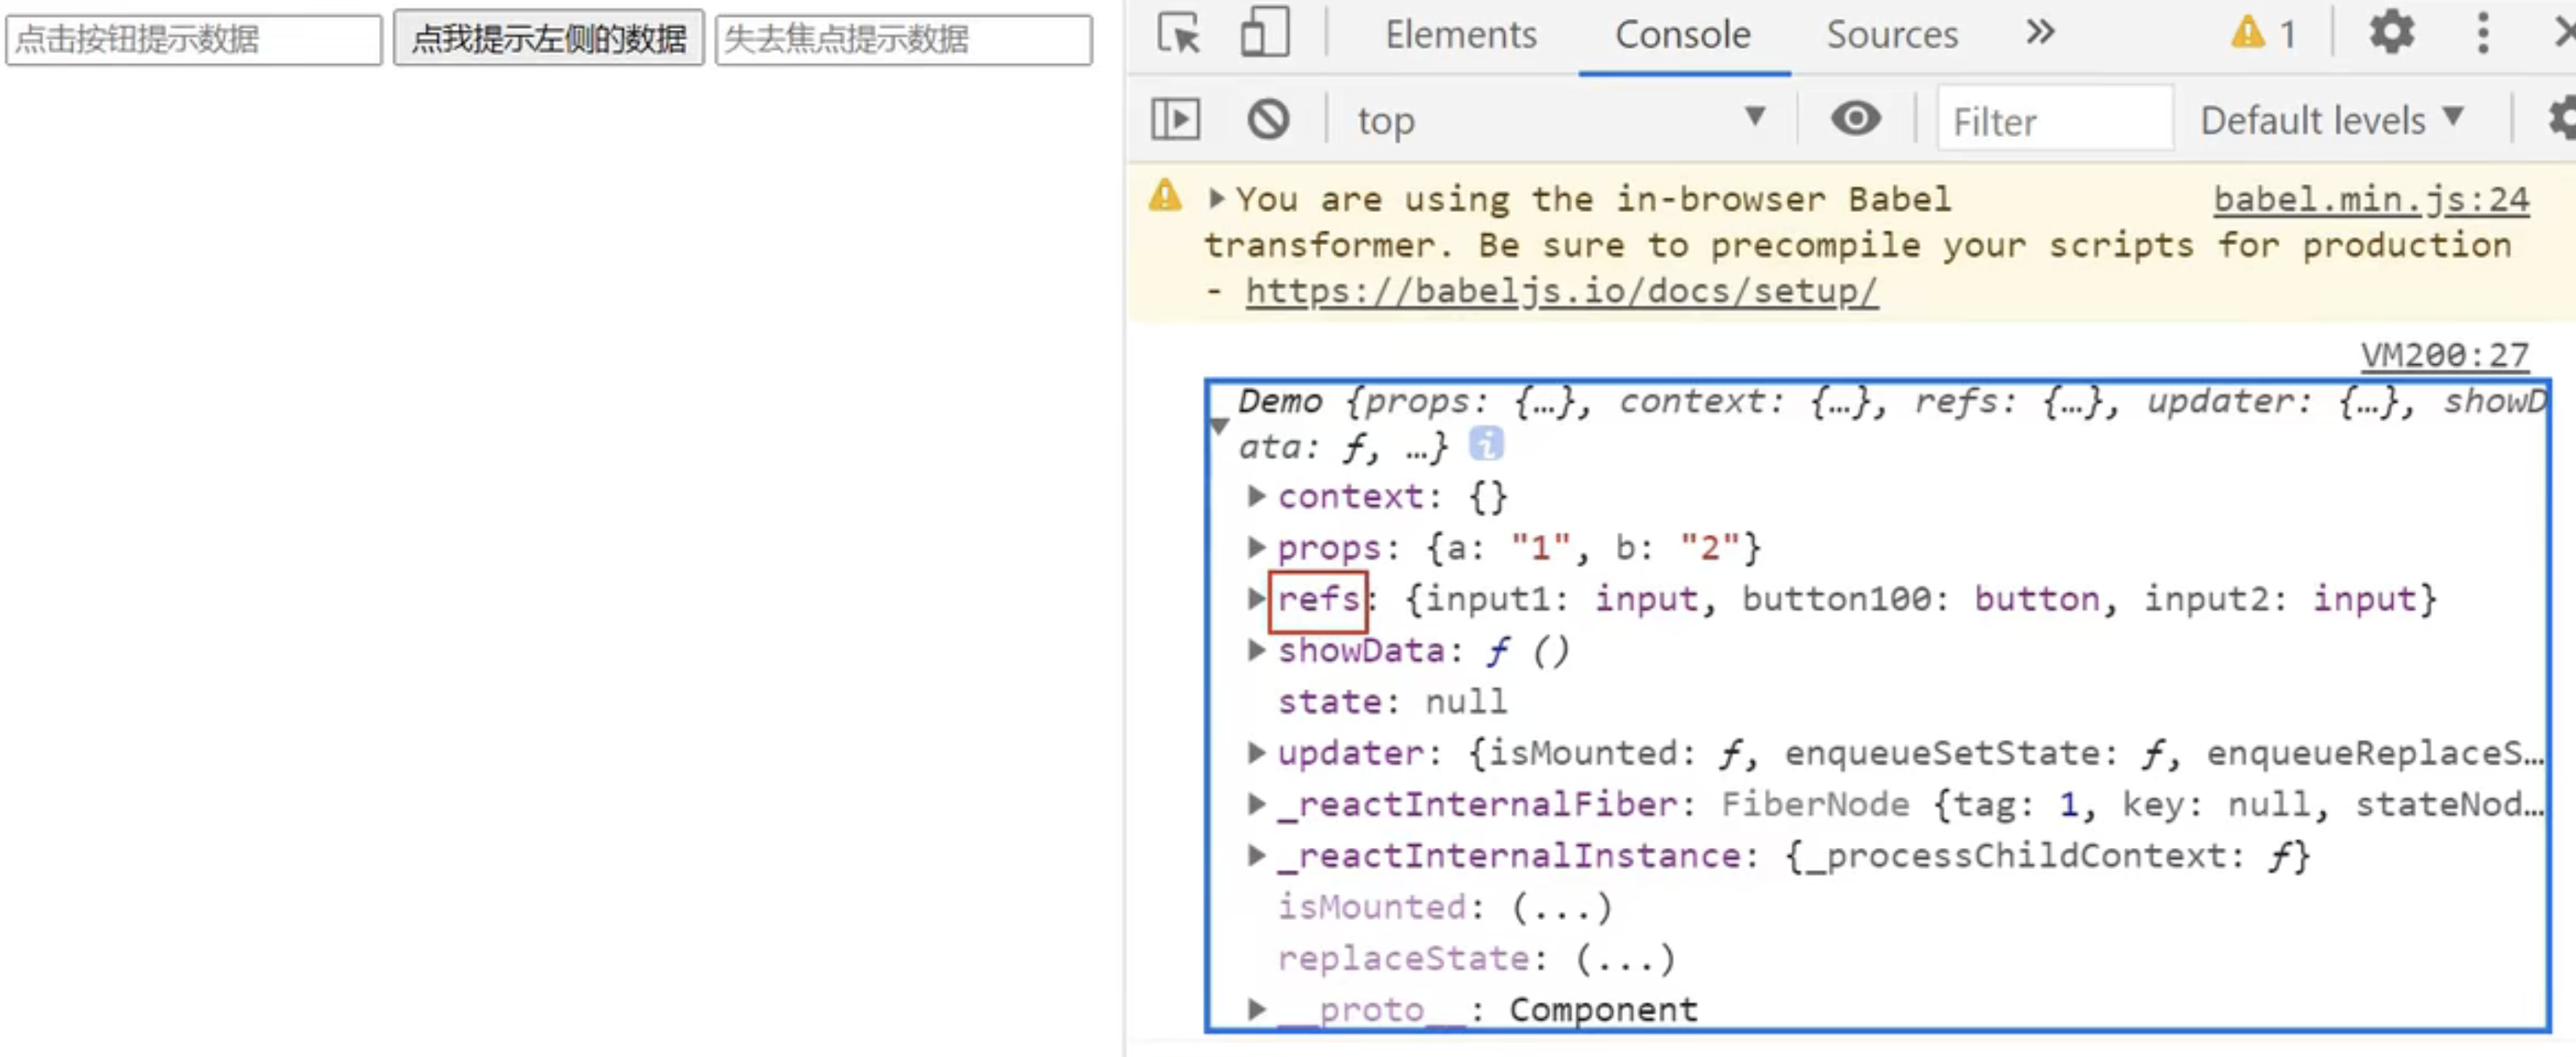 点击按钮提示数据 点我提示左侧的数据 失去焦点提示数据
Elements Console Sources 1
top Filter Default levels
You are using the in-browser Babel babel.min.js:24
transformer. Be sure to precompile your scripts for production
- https://babeljs.io/docs/setup/
VM200:27
Demo {props: {…}, context: {…}, refs: {…}, updater: {…}, showD
ata: ƒ, …} i
context: {}
props: {a: "1", b: "2"}
refs: {input1: input, button100: button, input2: input}
showData: ƒ ()
state: null
updater: {isMounted: ƒ, enqueueSetState: ƒ, enqueueReplaceS…
_reactInternalFiber: FiberNode {tag: 1, key: null, stateNod…
_reactInternalInstance: {_processChildContext: ƒ}
isMounted: (...)
replaceState: (...)
__proto__: Component